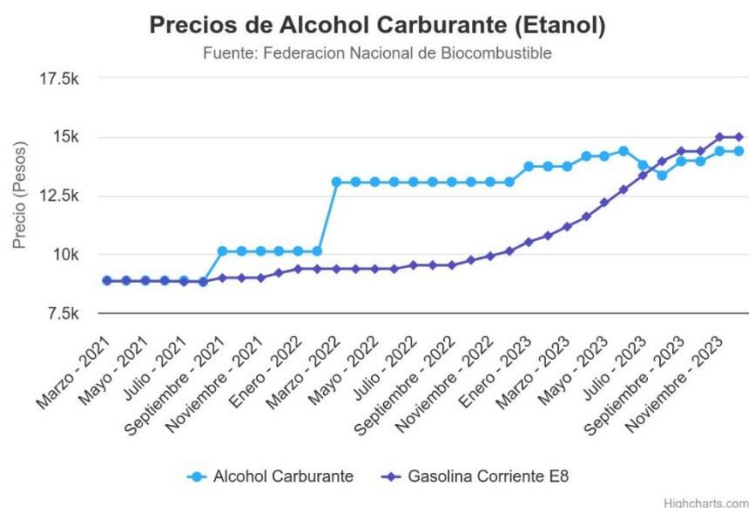 Precios de Alcohol Carburante (Etanol)
Fuente: Federacion Nacional de Biocombustible
Precio (Pesos)
17.5k
15k
12.5k
10k
7.5k
Marzo - 2021
Mayo - 2021
Julio - 2021
Septiembre - 2021
Noviembre - 2021
Enero - 2022
Marzo - 2022
Mayo - 2022
Julio - 2022
Septiembre - 2022
Noviembre - 2022
Enero - 2023
Marzo - 2023
Mayo - 2023
Julio - 2023
Septiembre - 2023
Noviembre - 2023
Alcohol Carburante
Gasolina Corriente E8
Highcharts.com